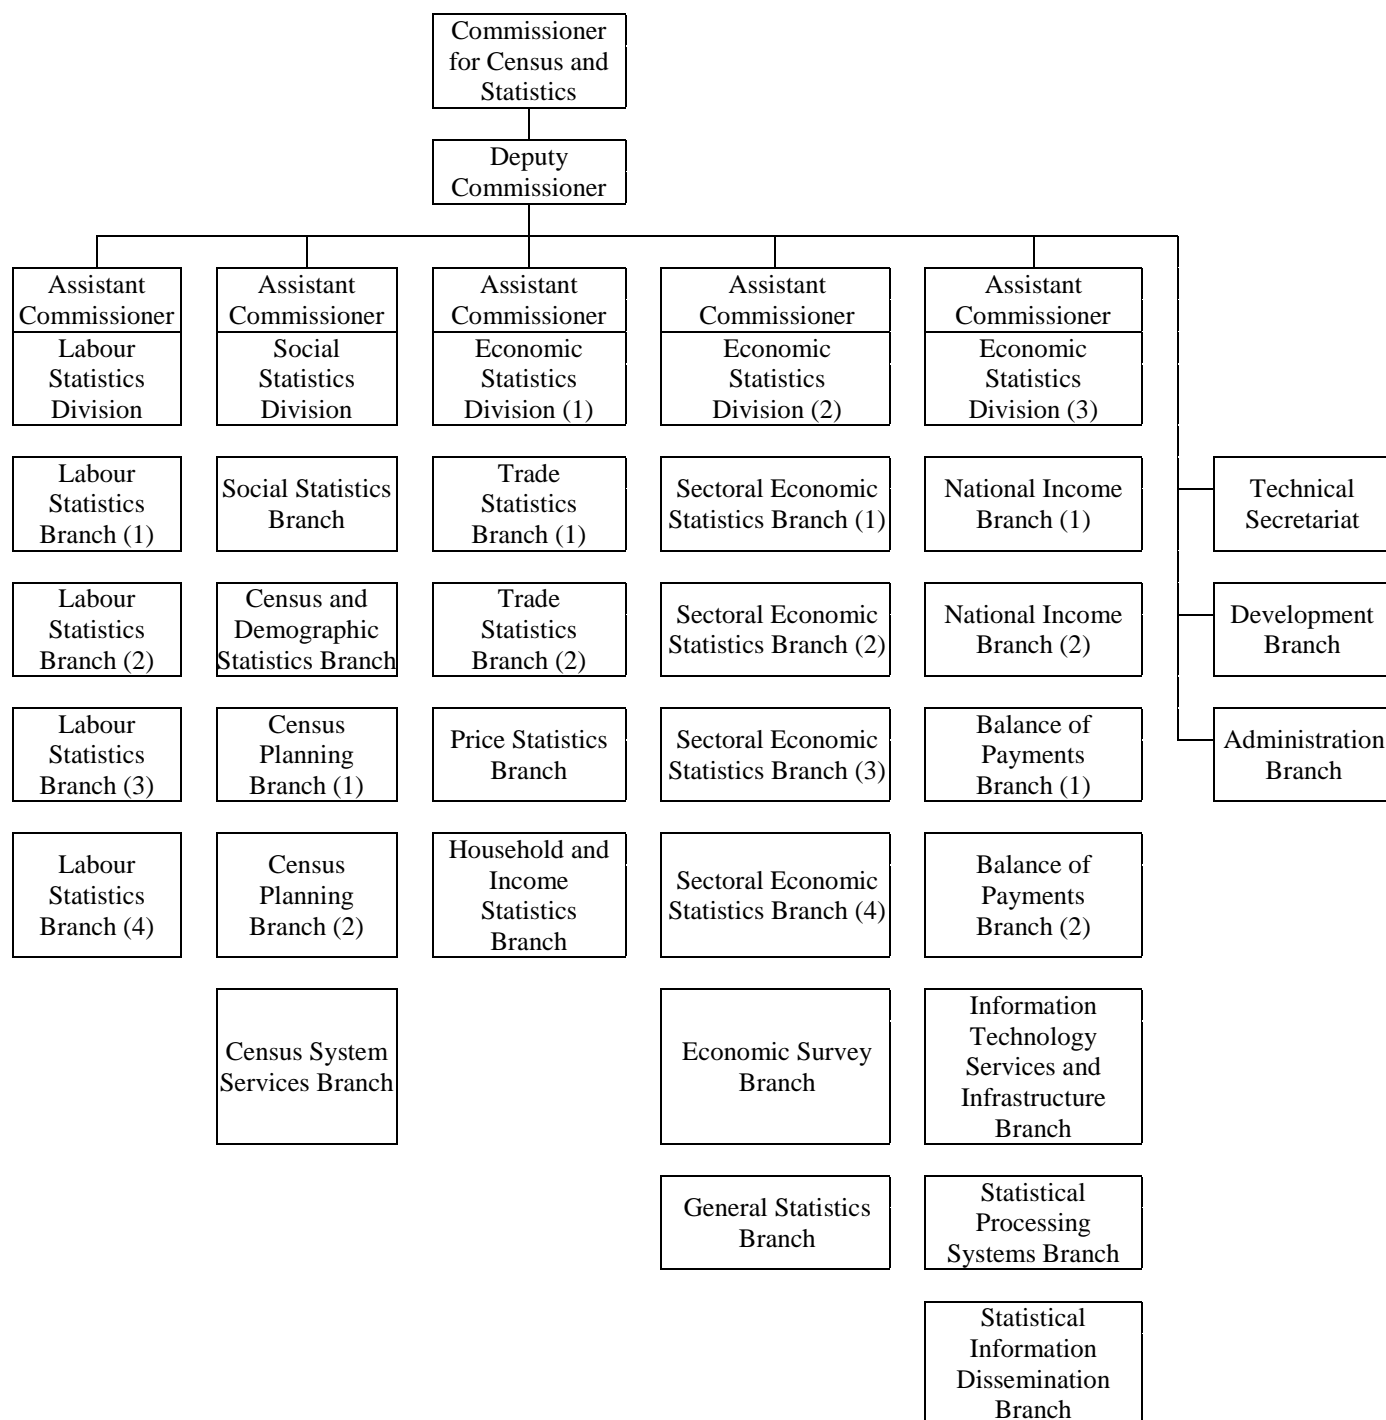 Commissioner
for Census and
Statistics
Deputy
Commissioner
Assistant
Commissioner
Labour
Statistics
Division
Assistant
Commissioner
Social
Statistics
Division
Assistant
Commissioner
Economic
Statistics
Division (1)
Assistant
Commissioner
Economic
Statistics
Division (2)
Assistant
Commissioner
Economic
Statistics
Division (3)
Labour
Statistics
Branch (1)
Social Statistics
Branch
Trade
Statistics
Branch (1)
Sectoral Economic
Statistics Branch (1)
National Income
Branch (1)
Technical
Secretariat
Labour
Statistics
Branch (2)
Census and
Demographic
Statistics Branch
Trade
Statistics
Branch (2)
Sectoral Economic
Statistics Branch (2)
National Income
Branch (2)
Development
Branch
Labour
Statistics
Branch (3)
Census
Planning
Branch (1)
Price Statistics
Branch
Sectoral Economic
Statistics Branch (3)
Balance of
Payments
Branch (1)
Administration
Branch
Labour
Statistics
Branch (4)
Census
Planning
Branch (2)
Household and
Income
Statistics
Branch
Sectoral Economic
Statistics Branch (4)
Balance of
Payments
Branch (2)
Census System
Services Branch
Economic Survey
Branch
Information
Technology
Services and
Infrastructure
Branch
General Statistics
Branch
Statistical
Processing
Systems Branch
Statistical
Information
Dissemination
Branch